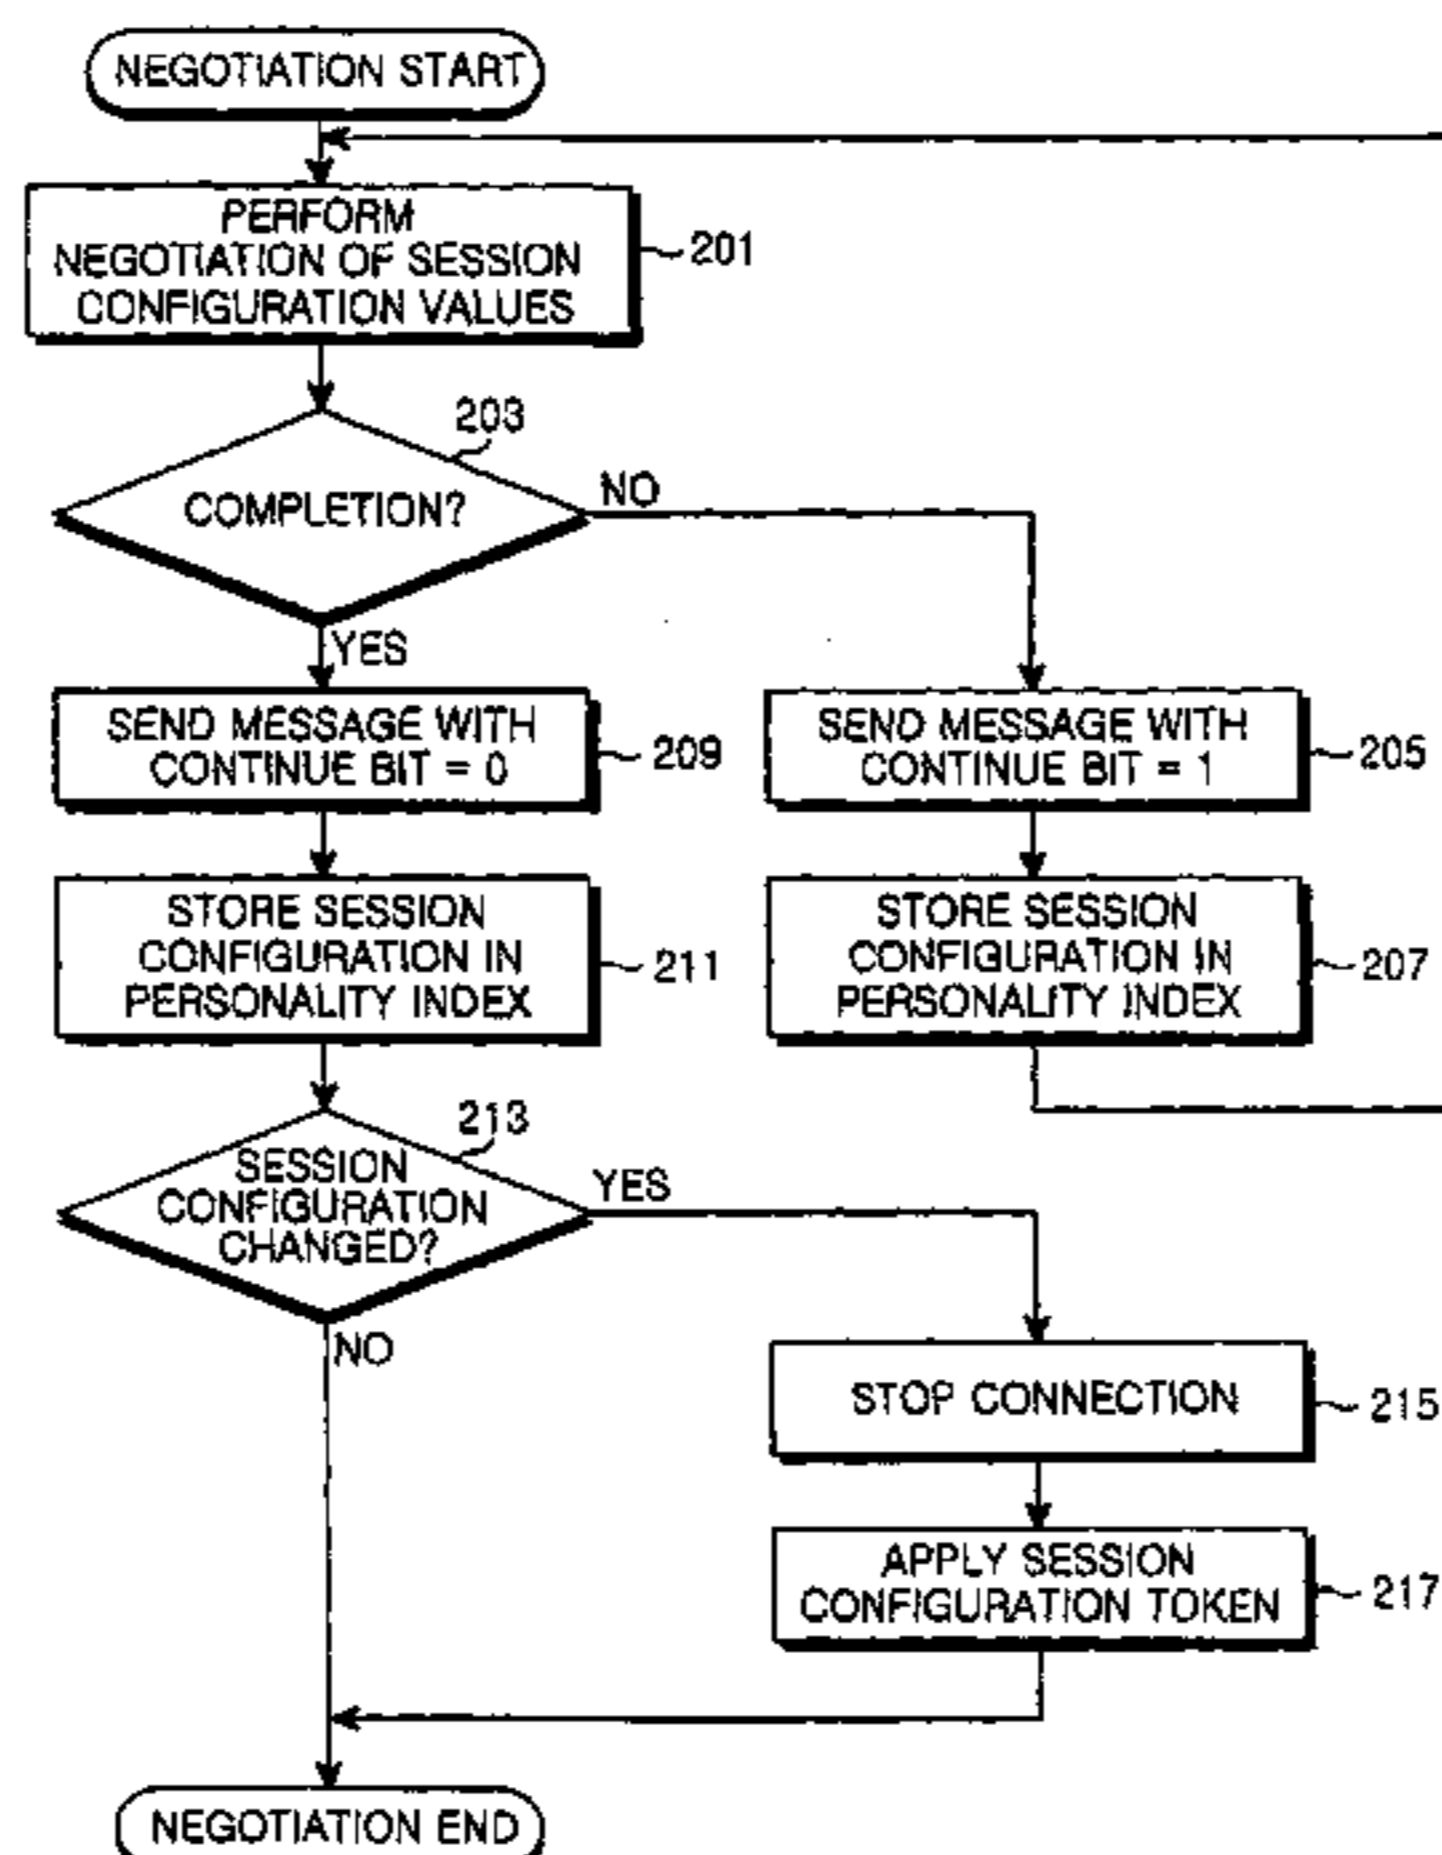 NEGOTIATION START
PERFORM
NEGOTIATION OF SESSION
CONFIGURATION VALUES
201
203
COMPLETION?
NO
YES
SEND MESSAGE WITH
CONTINUE BIT = 0
209
SEND MESSAGE WITH
CONTINUE BIT = 1
205
STORE SESSION
CONFIGURATION IN
PERSONALITY INDEX
211
STORE SESSION
CONFIGURATION IN
PERSONALITY INDEX
207
213
SESSION
CONFIGURATION
CHANGED?
YES
NO
STOP CONNECTION
215
APPLY SESSION
CONFIGURATION TOKEN
217
NEGOTIATION END